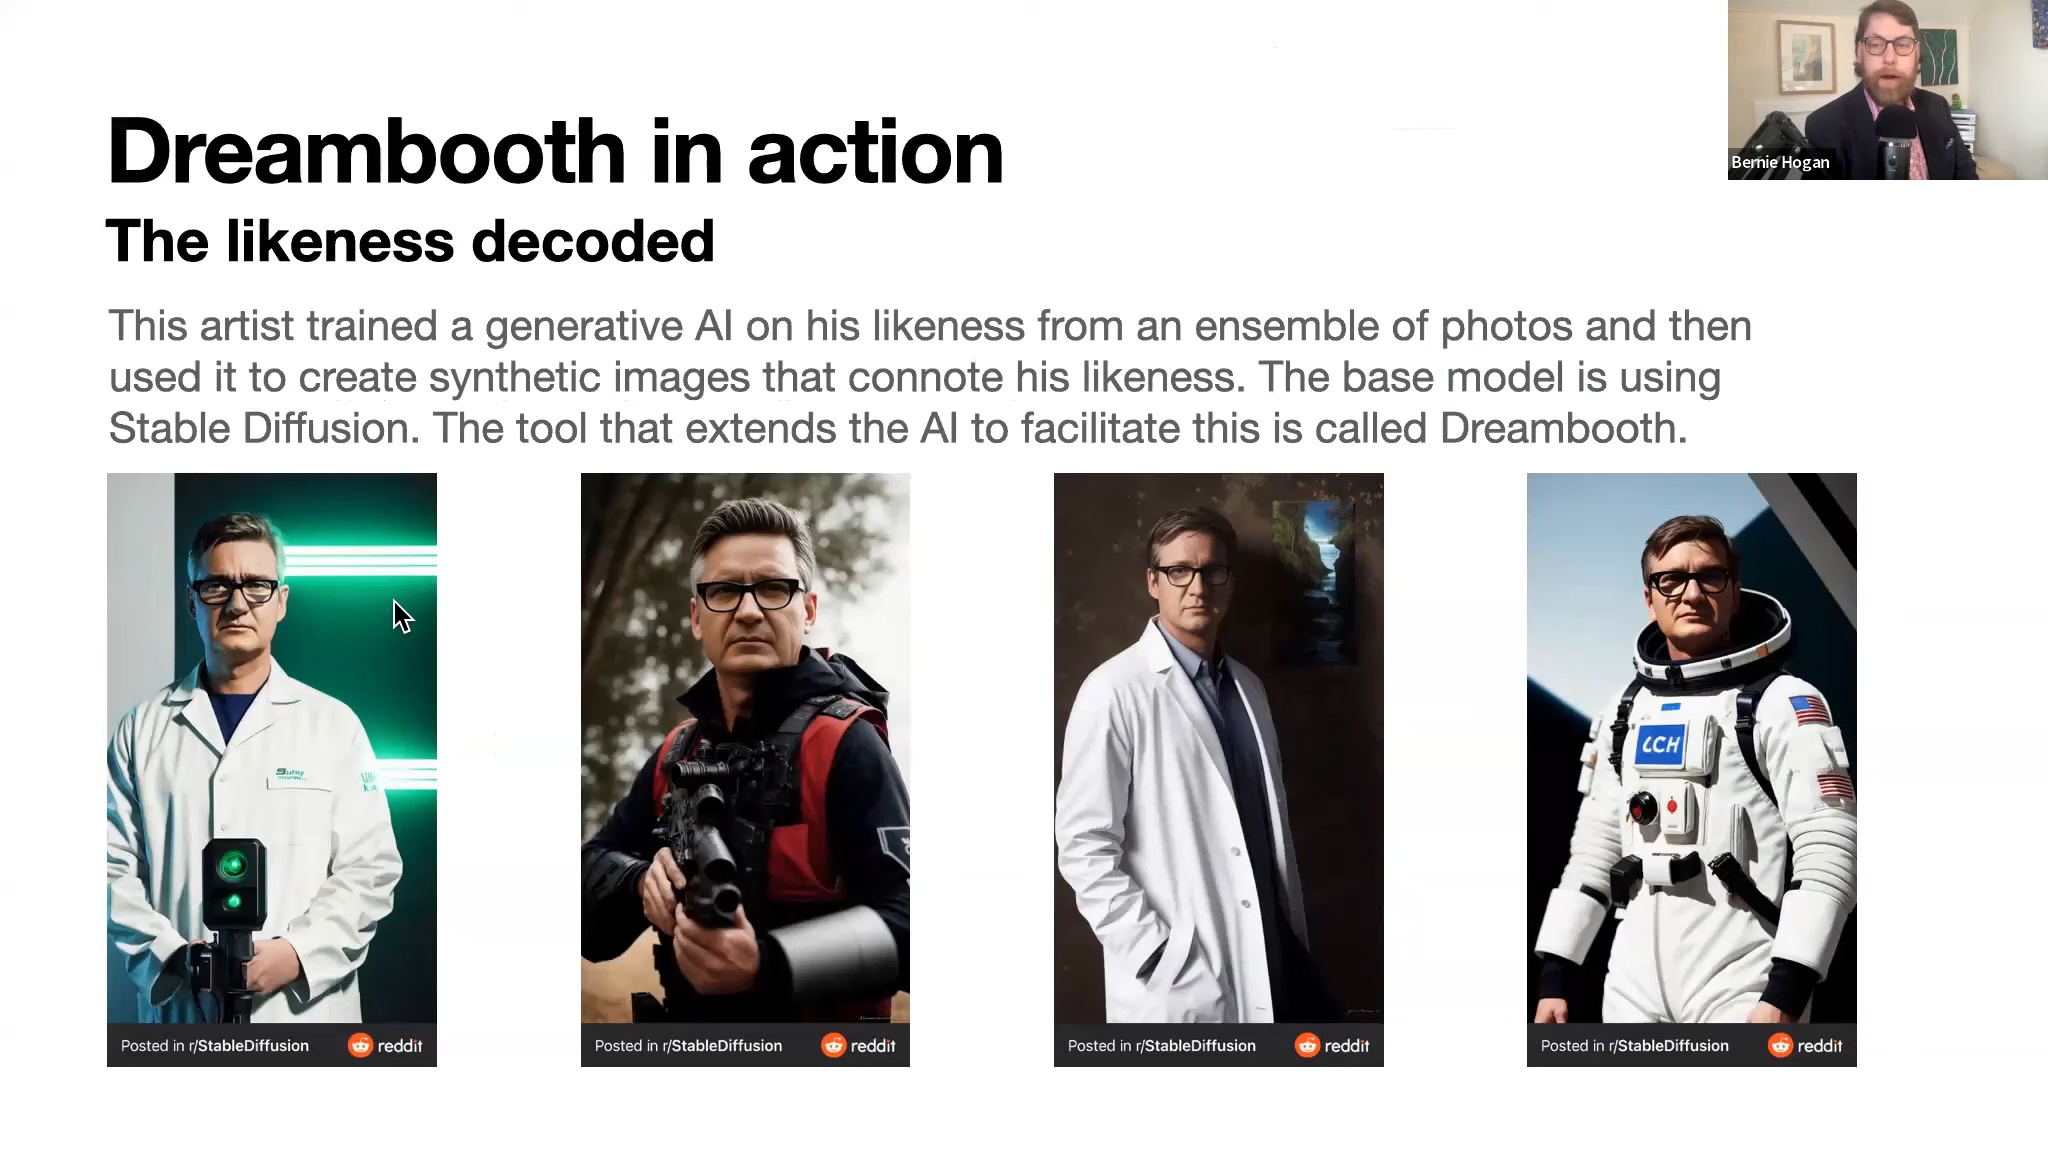 Dreambooth in action
The likeness decoded
Bernie Hogan
This artist trained a generative AI on his likeness from an ensemble of photos and then
used it to create synthetic images that connote his likeness. The base model is using
Stable Diffusion. The tool that extends the AI to facilitate this is called Dreambooth.
LCH
Posted in r/StableDiffusion reddit
Posted in r/StableDiffusion reddit
Posted in r/StableDiffusion reddit
Posted in r/StableDiffusion reddit